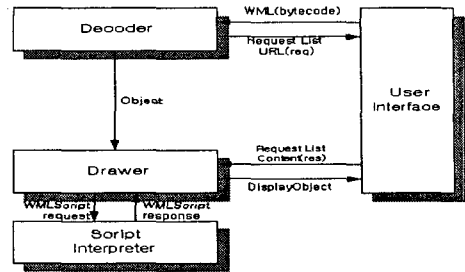 WML(bytecode)
Decoder
Request List
URL(req)
User
Interface
Object
Request List
Content(res)
Drawer
DisplayObject
WMLScript
request
WMLScript
response
Script
Interpreter